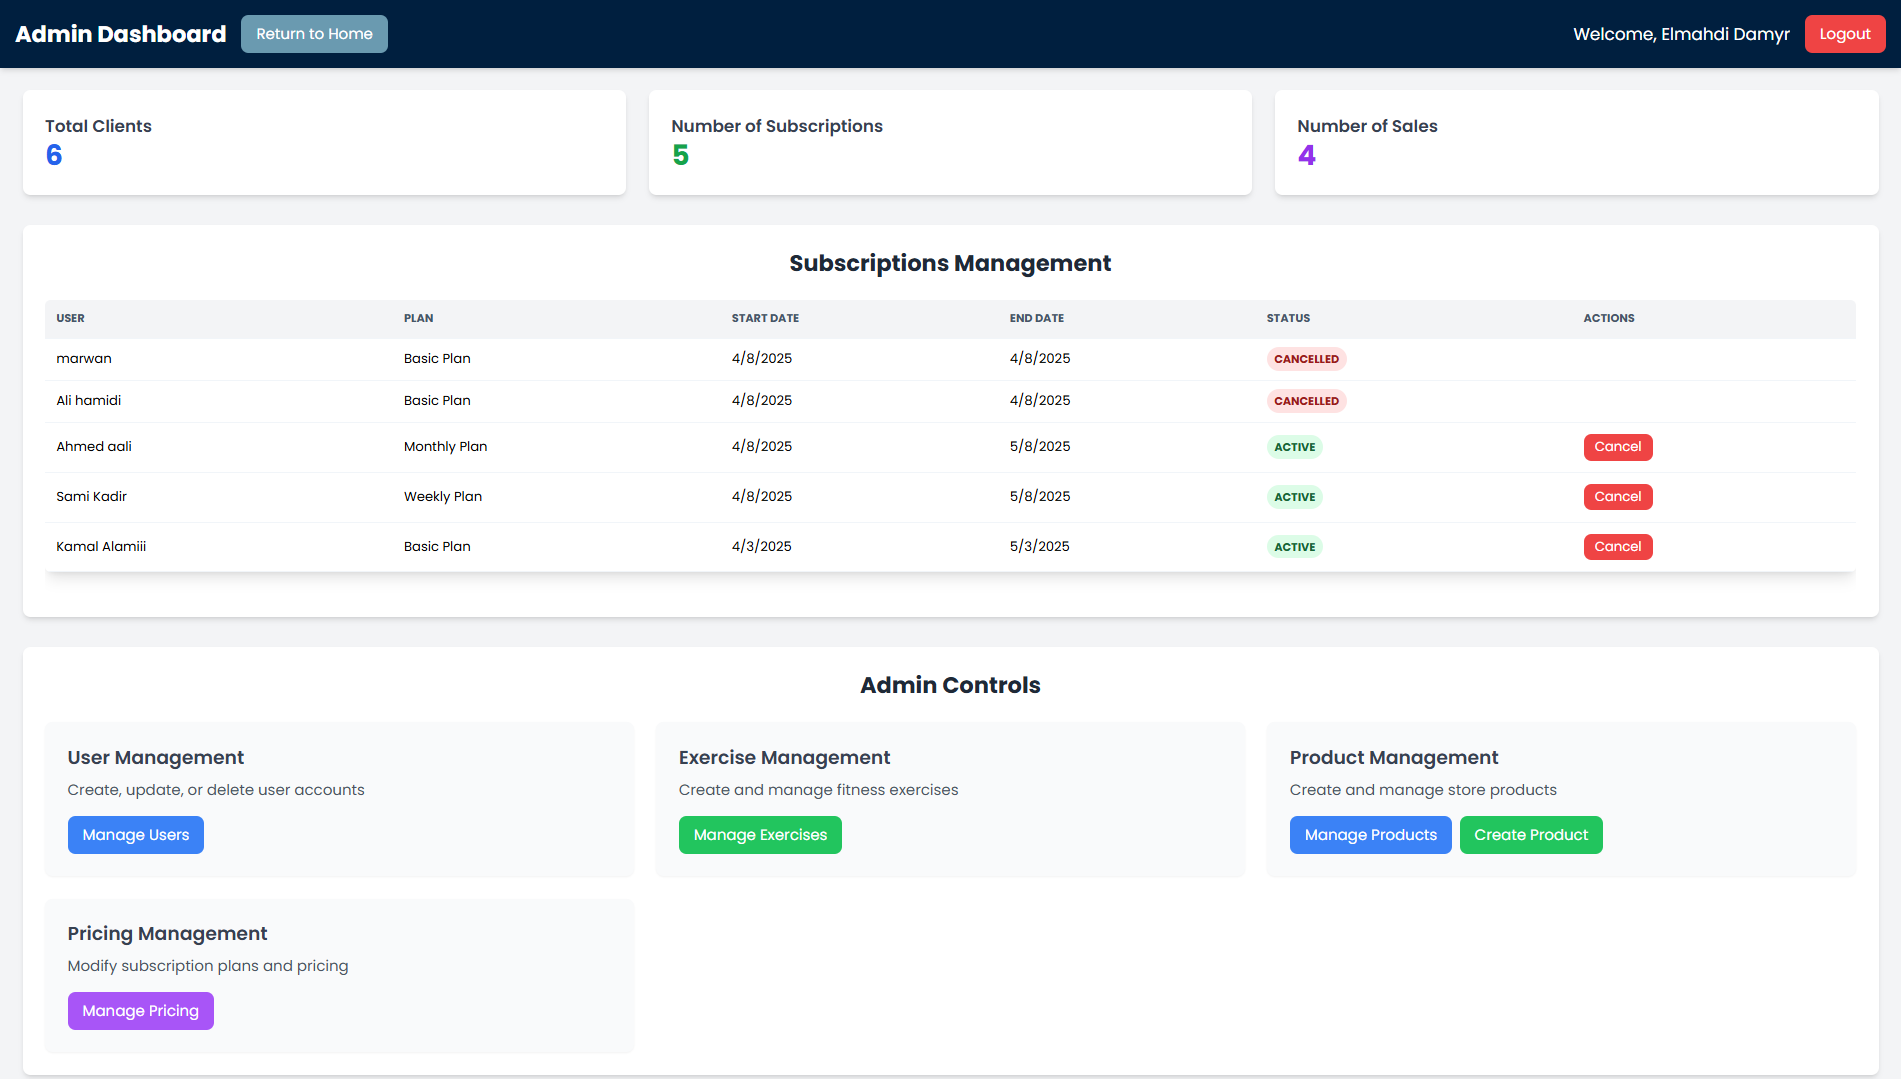 Admin Dashboard Return to Home Welcome, Elmahdi Damyr Logout
Total Clients Number of Subscriptions Number of Sales
6 5 4
Subscriptions Management
USER PLAN START DATE END DATE STATUS ACTIONS
marwan Basic Plan 4/8/2025 4/8/2025 CANCELLED
Ali hamidi Basic Plan 4/8/2025 4/8/2025 CANCELLED
Ahmed aali Monthly Plan 4/8/2025 5/8/2025 ACTIVE Cancel
Sami Kadir Weekly Plan 4/8/2025 5/8/2025 ACTIVE Cancel
Kamal Alamiii Basic Plan 4/3/2025 5/3/2025 ACTIVE Cancel
Admin Controls
User Management
Create, update, or delete user accounts
Manage Users
Exercise Management
Create and manage fitness exercises
Manage Exercises
Product Management
Create and manage store products
Manage Products Create Product
Pricing Management
Modify subscription plans and pricing
Manage Pricing